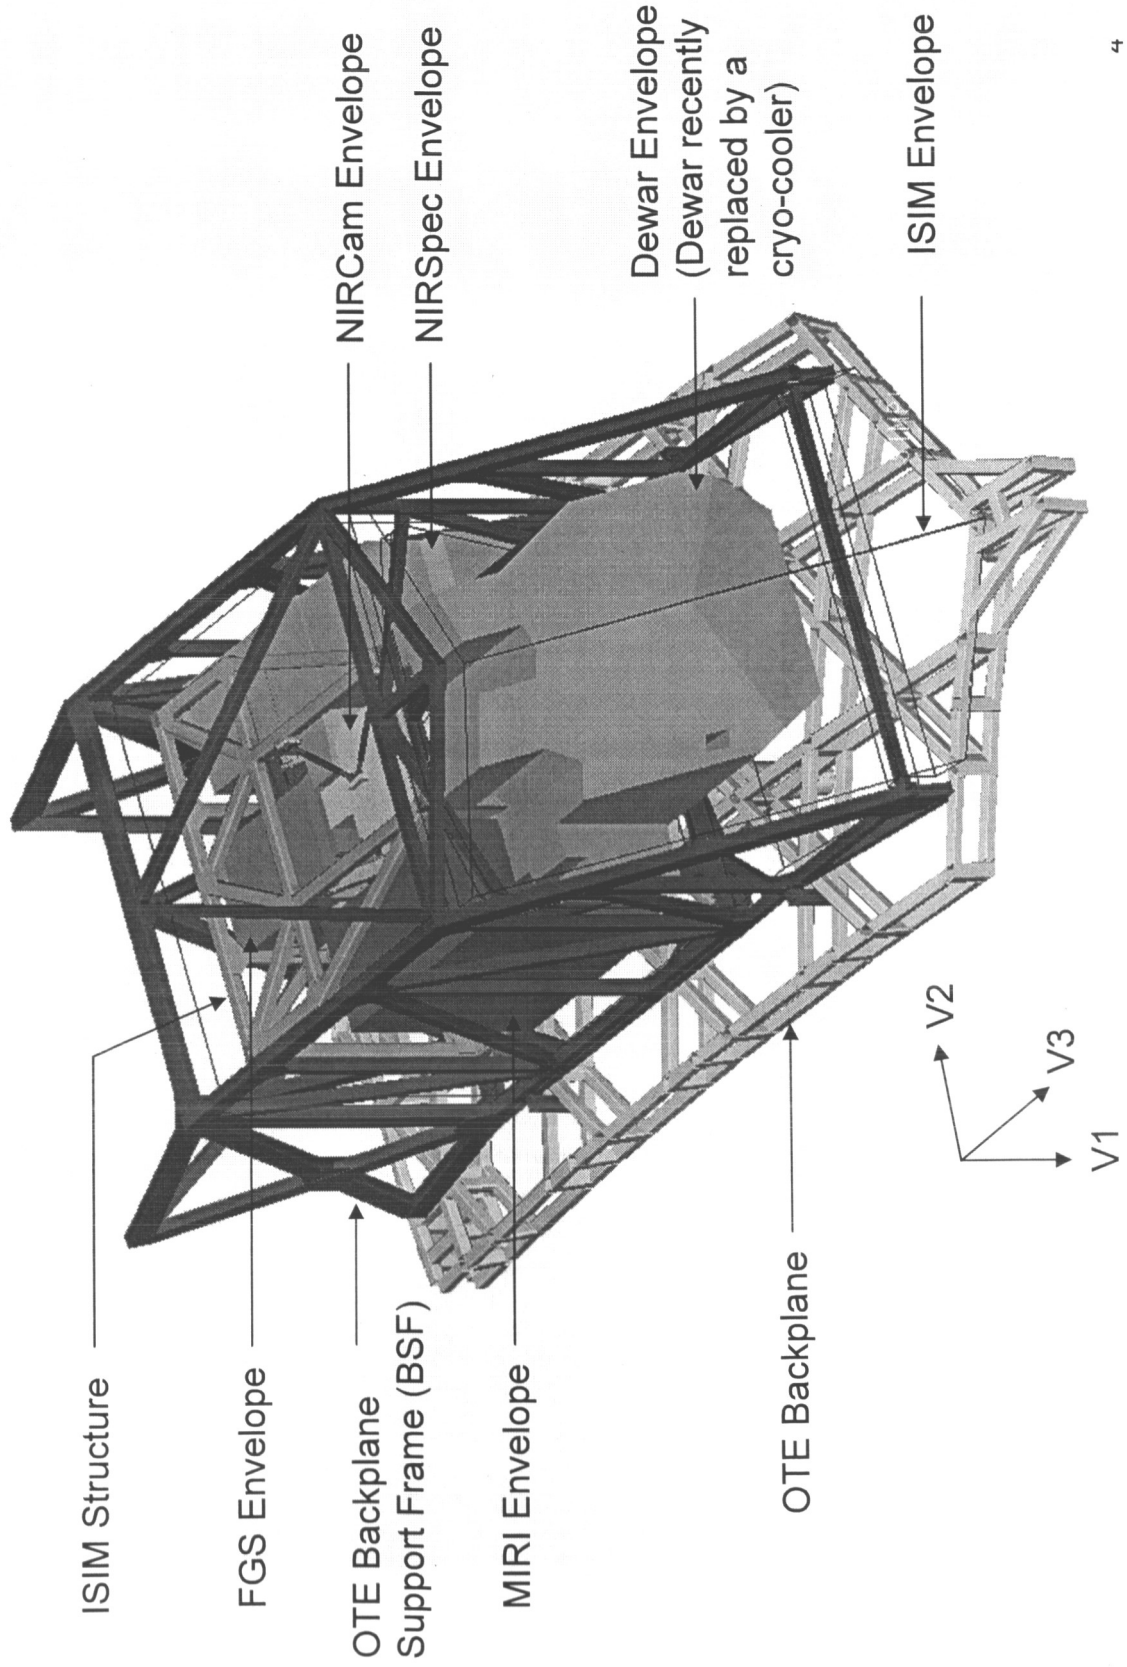 ISIM Structure
FGS Envelope
OTE Backplane
Support Frame (BSF)
MIRI Envelope
OTE Backplane
NIRCam Envelope
NIRSpec Envelope
Dewar Envelope
(Dewar recently
replaced by a
cryo-cooler)
ISIM Envelope
V2
V3
V1
4